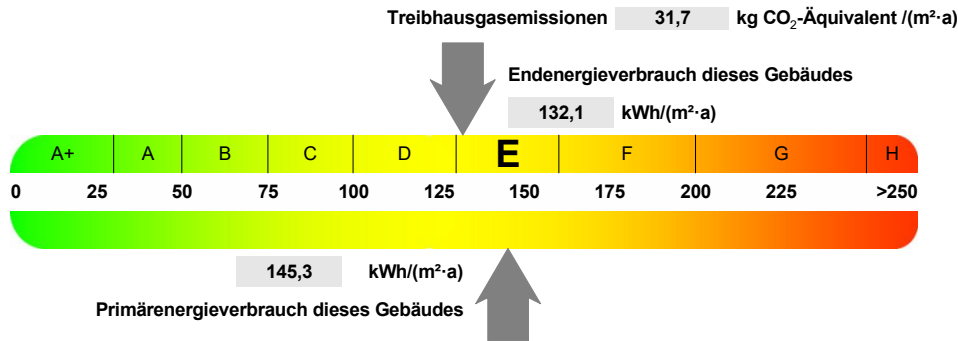 Treibhausgasemissionen 31,7 kg CO₂-Äquivalent /(m²·a)
Endenergieverbrauch dieses Gebäudes
132,1 kWh/(m²·a)
A+ A B C D E F G H
0 25 50 75 100 125 150 175 200 225 >250
145,3 kWh/(m²·a)
Primärenergieverbrauch dieses Gebäudes